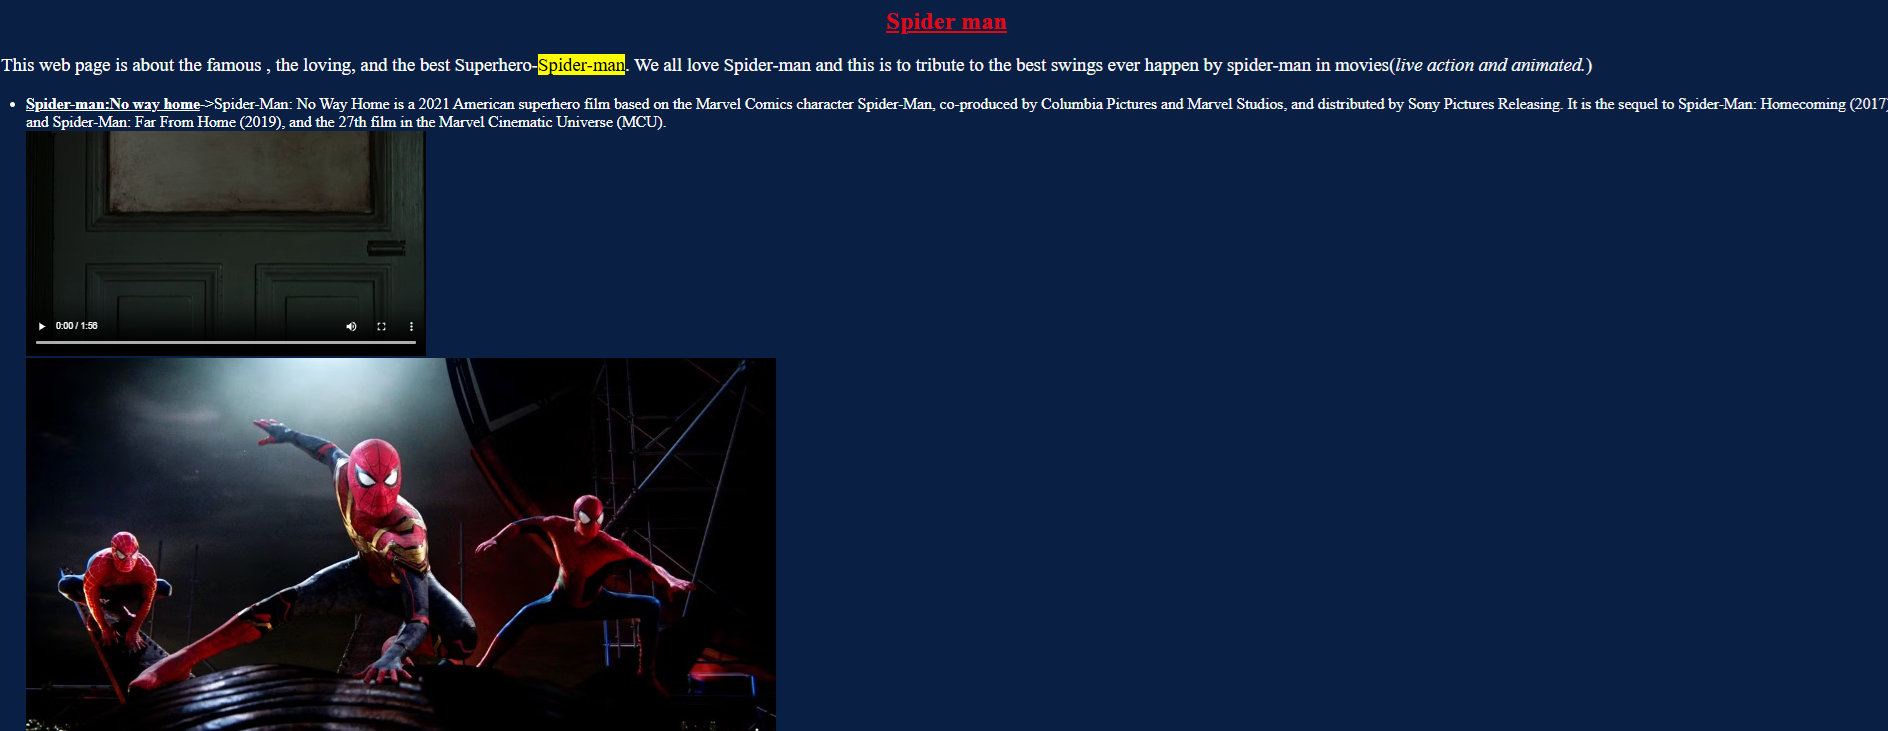 Spider man
This web page is about the famous , the loving, and the best Superhero-Spider-man. We all love Spider-man and this is to tribute to the best swings ever happen by spider-man in movies(live action and animated.)
Spider-man:No way home->Spider-Man: No Way Home is a 2021 American superhero film based on the Marvel Comics character Spider-Man, co-produced by Columbia Pictures and Marvel Studios, and distributed by Sony Pictures Releasing. It is the sequel to Spider-Man: Homecoming (2017)
and Spider-Man: Far From Home (2019), and the 27th film in the Marvel Cinematic Universe (MCU).
0:00 / 1:56